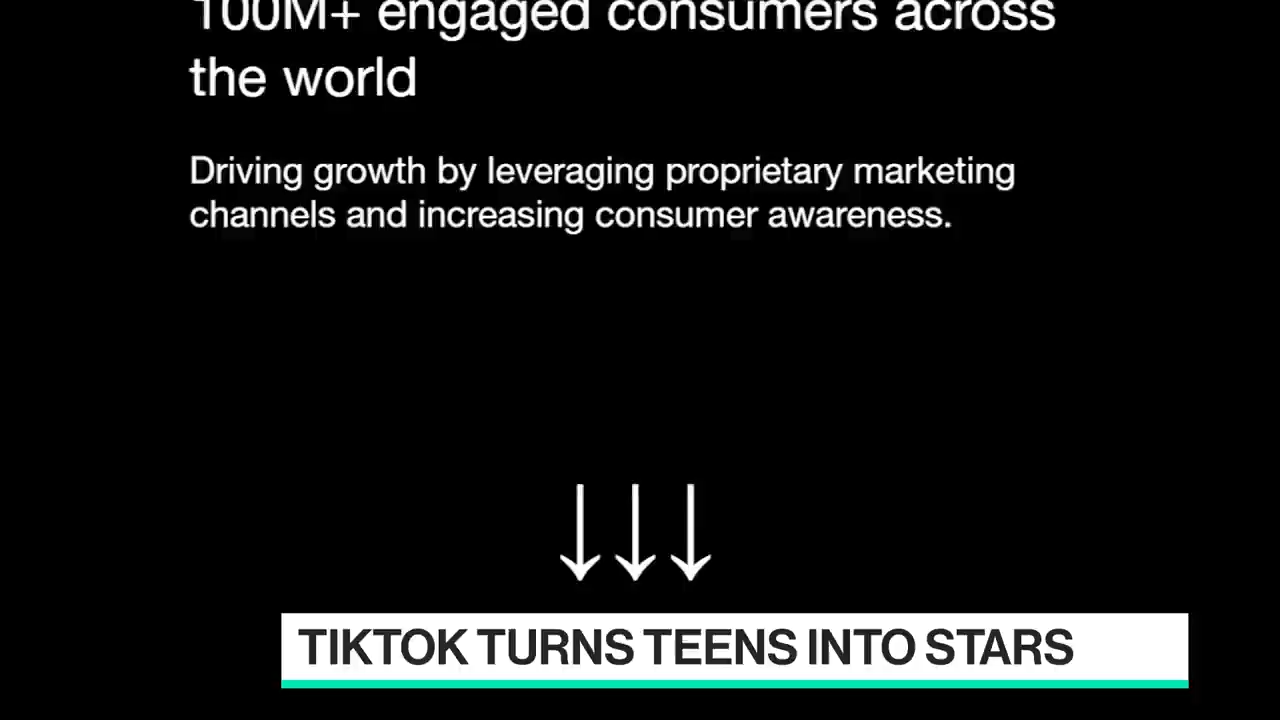 100M+ engaged consumers across
the world
Driving growth by leveraging proprietary marketing
channels and increasing consumer awareness.
↓↓↓
TIKTOK TURNS TEENS INTO STARS